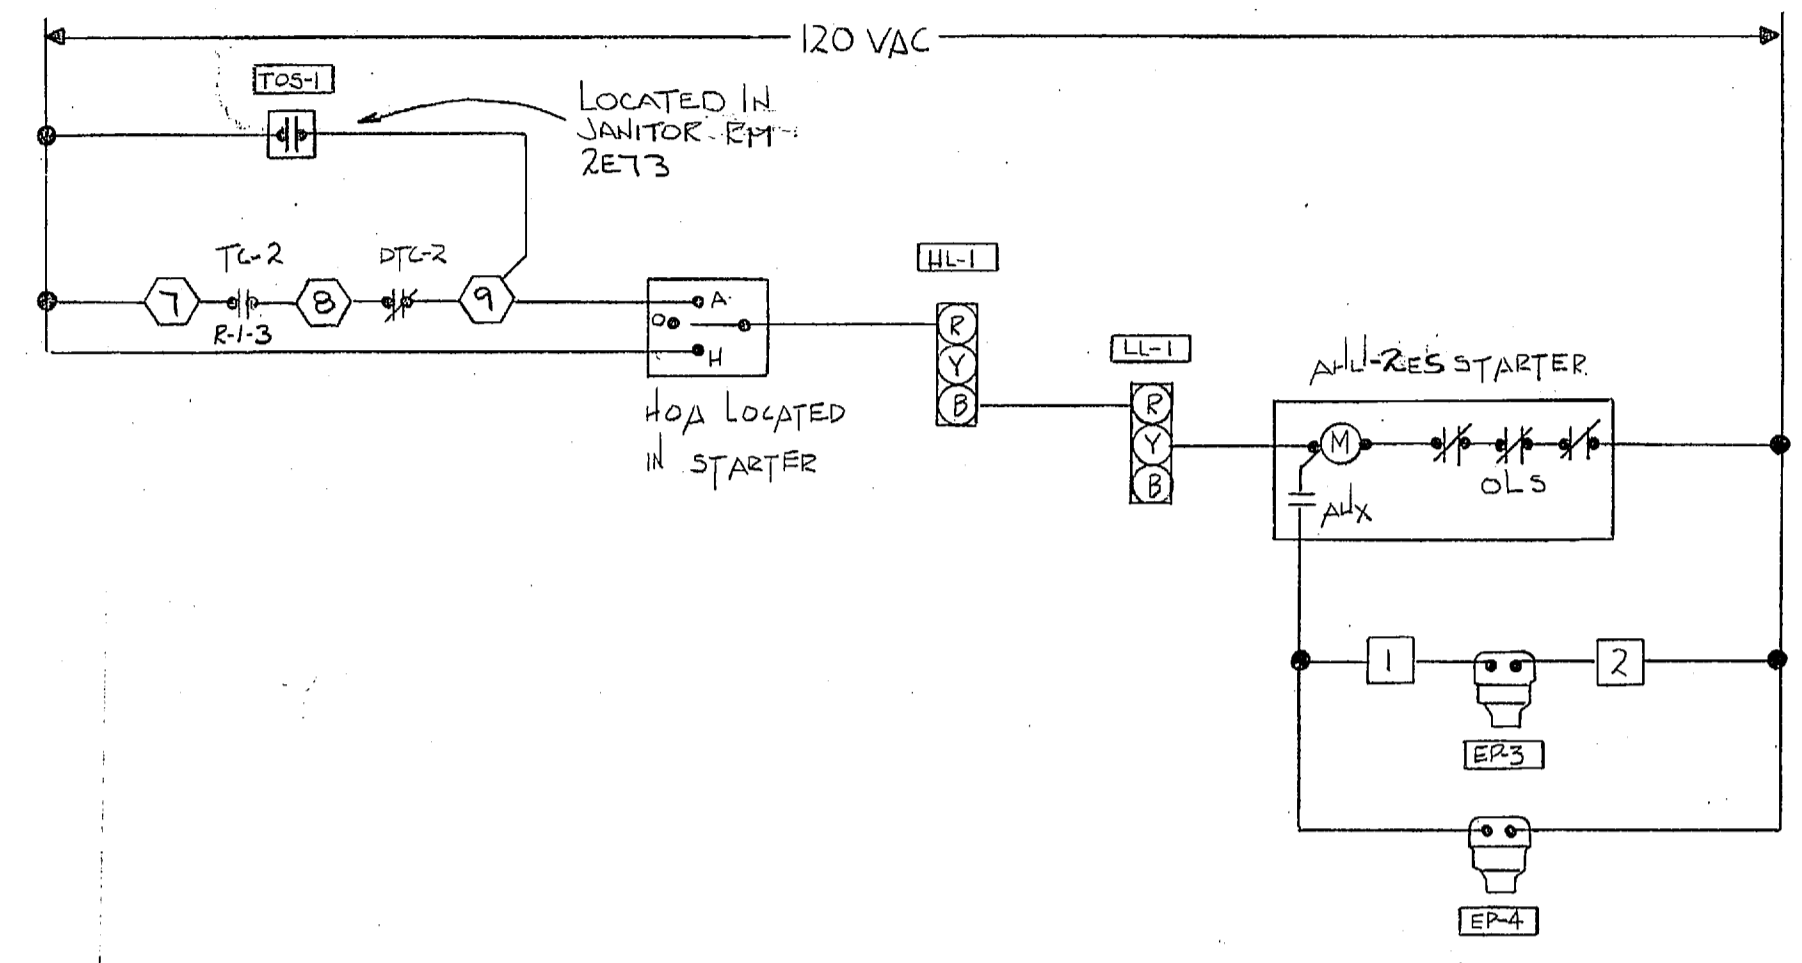 120 VAC
TOS-1
LOCATED IN
JANITOR RM
2E73
TC-2
DTC-2
7
8
9
R-1-3
A
O
H
HOA LOCATED
IN STARTER
HL-1
R
Y
B
LL-1
R
Y
B
AHU-2ES STARTER
M
OLS
AUX
1
2
EP-3
EP-4